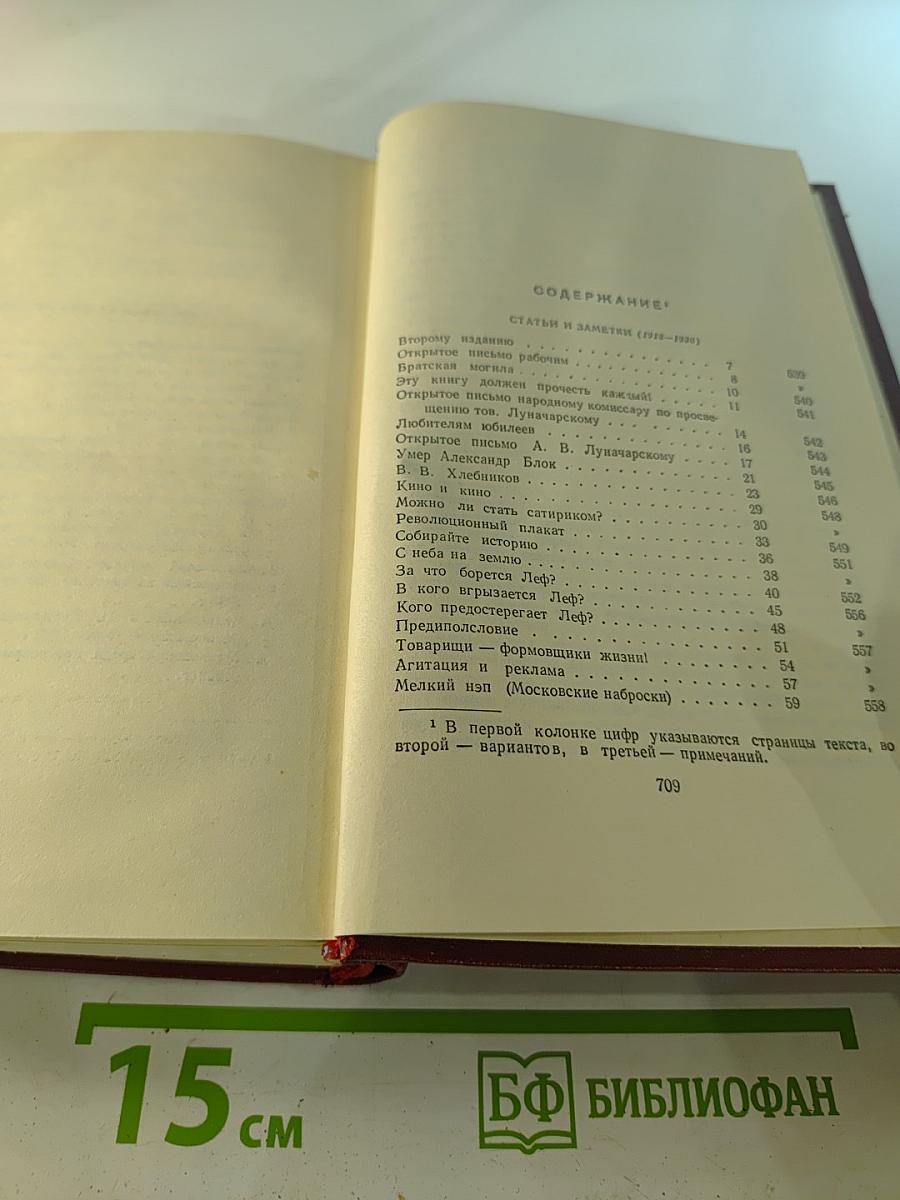 СОДЕРЖАНИЕ¹
СТАТЬИ И ЗАМЕТКИ (1918—1930)
Второму изданию . . . . . . . . . . . . 7 539
Открытое письмо рабочим . . . . . . . . . 8 »
Братская могила . . . . . . . . . . . . 10 540
Эту книгу должен прочесть каждый! . . . . . 11 541
Открытое письмо народному комиссару по просве-
щению тов. Луначарскому . . . . . . . . 14 542
Любителям юбилеев . . . . . . . . . . . 16 543
Открытое письмо А. В. Луначарскому . . . . 17 544
Умер Александр Блок . . . . . . . . . . 21 545
В. В. Хлебников . . . . . . . . . . . . 23 546
Кино и кино . . . . . . . . . . . . . . 29 548
Можно ли стать сатириком? . . . . . . . . 30 »
Революционный плакат . . . . . . . . . . 33 549
Собирайте историю . . . . . . . . . . . 36 551
С неба на землю . . . . . . . . . . . . 38 »
За что борется Леф? . . . . . . . . . . 40 552
В кого вгрызается Леф? . . . . . . . . . 45 556
Кого предостерегает Леф? . . . . . . . . 48 »
Предиполсловие . . . . . . . . . . . . 51 557
Товарищи — формовщики жизни! . . . . . . 54 »
Агитация и реклама . . . . . . . . . . . 57 »
Мелкий нэп (Московские наброски) . . . . . 59 558
¹ В первой колонке цифр указываются страницы текста, во
второй — вариантов, в третьей — примечаний.
709
15 см
БФ БИБЛИОФАН